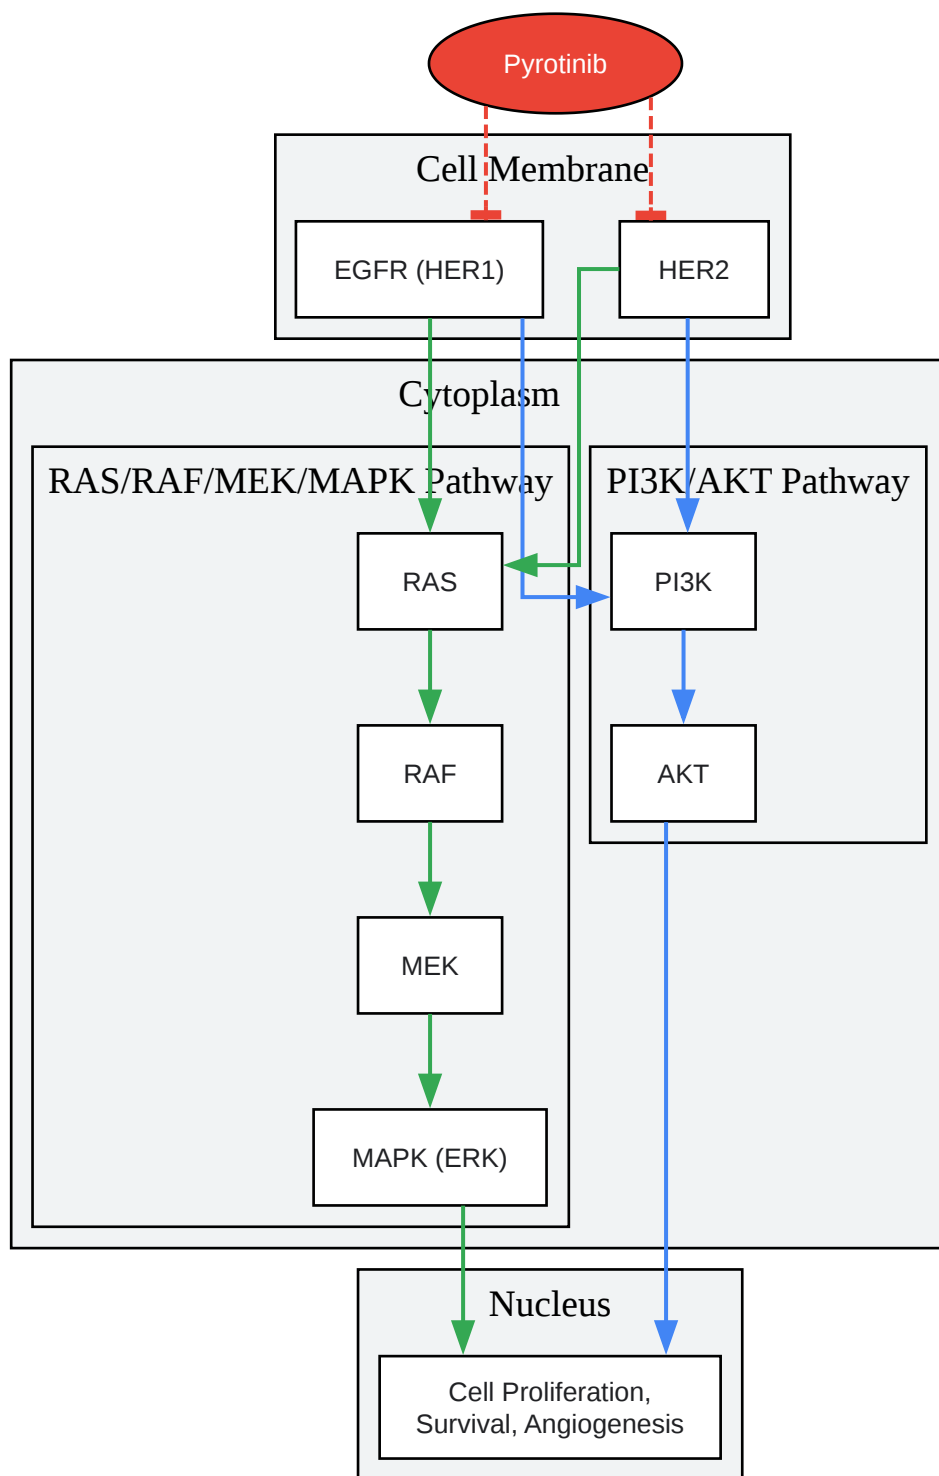 Pyrotinib
Cell Membrane
EGFR (HER1)
HER2
Cytoplasm
RAS/RAF/MEK/MAPK Pathway
PI3K/AKT Pathway
RAS
PI3K
RAF
AKT
MEK
MAPK (ERK)
Nucleus
Cell Proliferation,
Survival, Angiogenesis